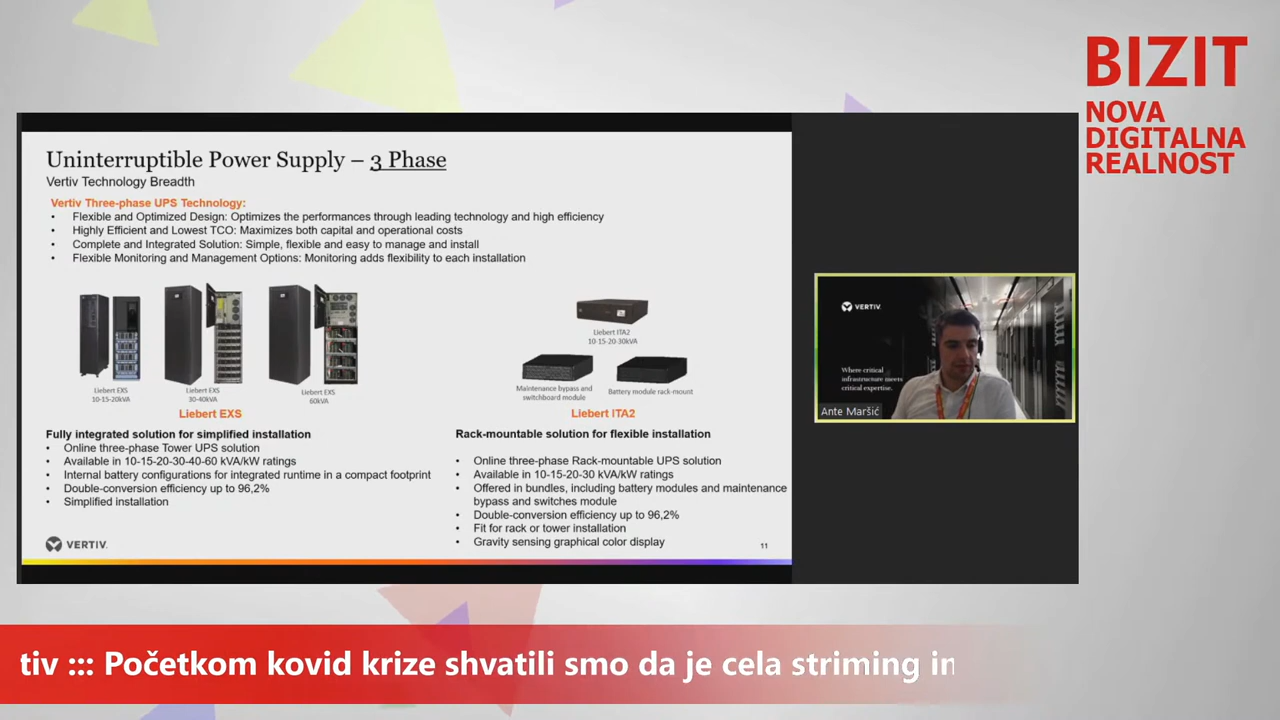 BIZIT
NOVA
DIGITALNA
REALNOST
Uninterruptible Power Supply – 3 Phase
Vertiv Technology Breadth
Vertiv Three-phase UPS Technology:
• Flexible and Optimized Design: Optimizes the performances through leading technology and high efficiency
• Highly Efficient and Lowest TCO: Maximizes both capital and operational costs
• Complete and Integrated Solution: Simple, flexible and easy to manage and install
• Flexible Monitoring and Management Options: Monitoring adds flexibility to each installation
Liebert EXS
10-15-20kVA
Liebert EXS
30-40kVA
Liebert EXS
60kVA
Liebert EXS
Fully integrated solution for simplified installation
• Online three-phase Tower UPS solution
• Available in 10-15-20-30-40-60 kVA/kW ratings
• Internal battery configurations for integrated runtime in a compact footprint
• Double-conversion efficiency up to 96,2%
• Simplified installation
Liebert ITA2
10-15-20-30kVA
Maintenance bypass and
switchboard module
Battery module rack-mount
Liebert ITA2
Rack-mountable solution for flexible installation
• Online three-phase Rack-mountable UPS solution
• Available in 10-15-20-30 kVA/kW ratings
• Offered in bundles, including battery modules and maintenance
bypass and switches module
• Double-conversion efficiency up to 96,2%
• Fit for rack or tower installation
• Gravity sensing graphical color display
VERTIV.
11
VERTIV.
Where critical
infrastructure meets
critical expertise.
Ante Maršić
tiv ::: Početkom kovid krize shvatili smo da je cela striming in